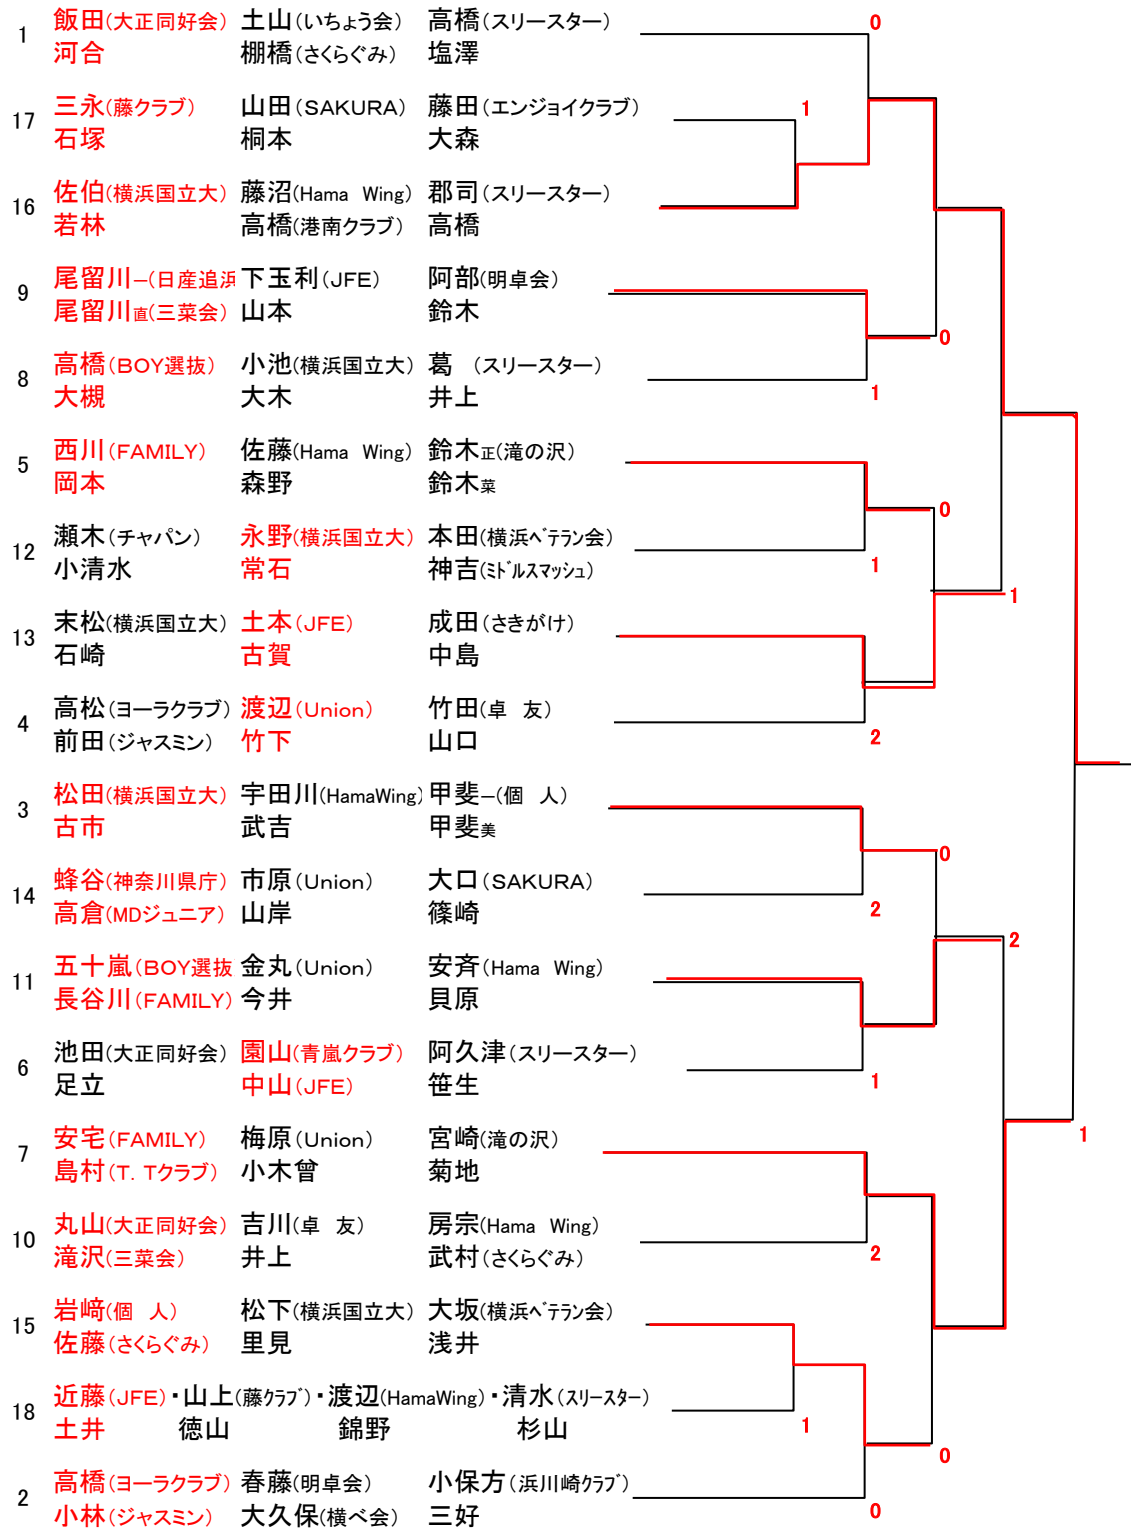 飯田(大正同好会) 土山(いちょう会) 高橋(スリースター) 0
1
河合 棚橋(さくらぐみ) 塩澤
三永(藤クラブ) 山田(SAKURA) 藤田(エンジョイクラブ) 1
17
石塚 桐本 大森
佐伯(横浜国立大) 藤沼(Hama Wing) 郡司(スリースター)
16
若林 高橋(港南クラブ) 高橋
尾留川一(日産追浜 下玉利(JFE) 阿部(明卓会)
9
尾留川直(三菜会) 山本 鈴木
0
高橋(BOY選抜) 小池(横浜国立大) 葛 (スリースター)
8
大槻 大木 井上 1
西川(FAMILY) 佐藤(Hama Wing) 鈴木正(滝の沢)
5
岡本 森野 鈴木菜
0
瀬木(チャパン) 永野(横浜国立大) 本田(横浜ベテラン会)
12
小清水 常石 神吉(ミドルスマッシュ) 1
1
末松(横浜国立大) 土本(JFE) 成田(さきがけ)
13
石崎 古賀 中島
高松(ヨーラクラブ) 渡辺(Union) 竹田(卓 友)
4
前田(ジャスミン) 竹下 山口 2
松田(横浜国立大) 宇田川(HamaWing) 甲斐一(個 人)
3
古市 武吉 甲斐美
0
蜂谷(神奈川県庁) 市原(Union) 大口(SAKURA)
14
高倉(MDジュニア) 山岸 篠崎 2
2
五十嵐(BOY選抜 金丸(Union) 安斉(Hama Wing)
11
長谷川(FAMILY) 今井 貝原
池田(大正同好会) 園山(青嵐クラブ) 阿久津(スリースター)
6
足立 中山(JFE) 笹生 1
安宅(FAMILY) 梅原(Union) 宮崎(滝の沢) 1
7
島村(T.Tクラブ) 小木曾 菊地
丸山(大正同好会) 吉川(卓 友) 房宗(Hama Wing)
10
滝沢(三菜会) 井上 武村(さくらぐみ) 2
岩﨑(個 人) 松下(横浜国立大) 大坂(横浜ベテラン会)
15
佐藤(さくらぐみ) 里見 浅井
近藤(JFE)・山上(藤クラブ)・渡辺(HamaWing)・清水(スリースター)
18
土井 徳山 錦野 杉山 1
0
高橋(ヨーラクラブ) 春藤(明卓会) 小保方(浜川崎クラブ)
2
小林(ジャスミン) 大久保(横ベ会) 三好 0